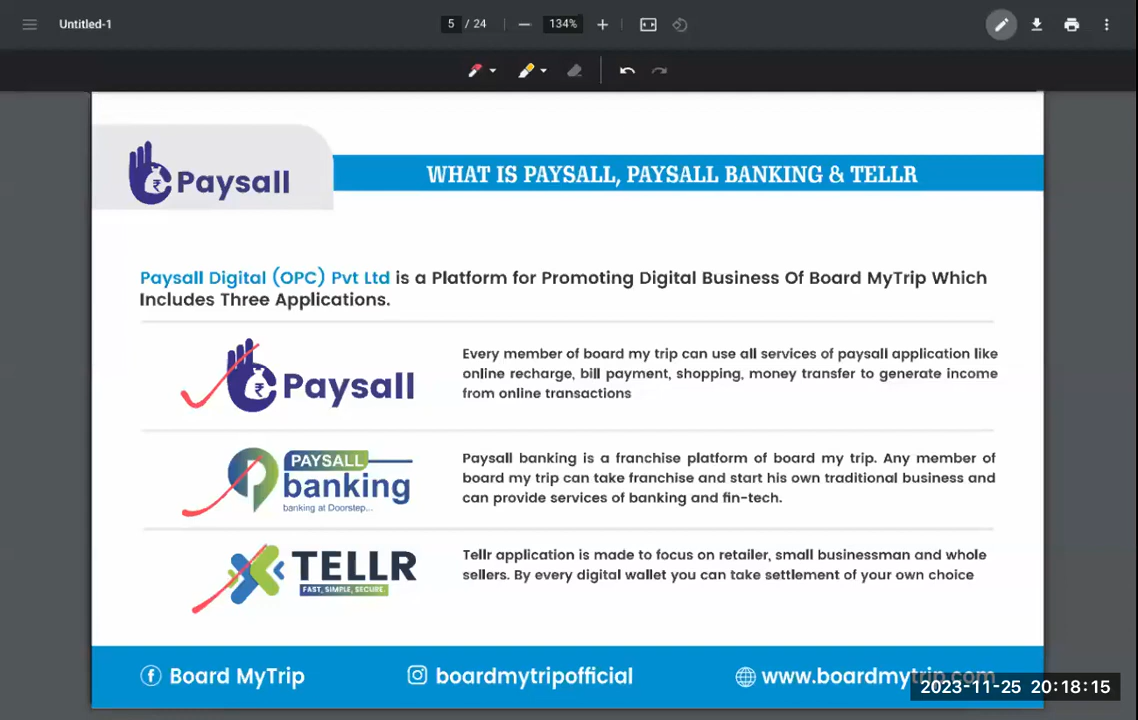 Untitled-1
5 / 24
134%
Paysall
WHAT IS PAYSALL, PAYSALL BANKING & TELLR
Paysall Digital (OPC) Pvt Ltd is a Platform for Promoting Digital Business Of Board MyTrip Which
Includes Three Applications.
Paysall
Every member of board my trip can use all services of paysall application like
online recharge, bill payment, shopping, money transfer to generate income
from online transactions
PAYSALL
banking
banking at Doorstep...
Paysall banking is a franchise platform of board my trip. Any member of
board my trip can take franchise and start his own traditional business and
can provide services of banking and fin-tech.
TELLR
FAST, SIMPLE, SECURE.
Tellr application is made to focus on retailer, small businessman and whole
sellers. By every digital wallet you can take settlement of your own choice
Board MyTrip
boardmytripofficial
www.boardmytrip.com
2023-11-25 20:18:15